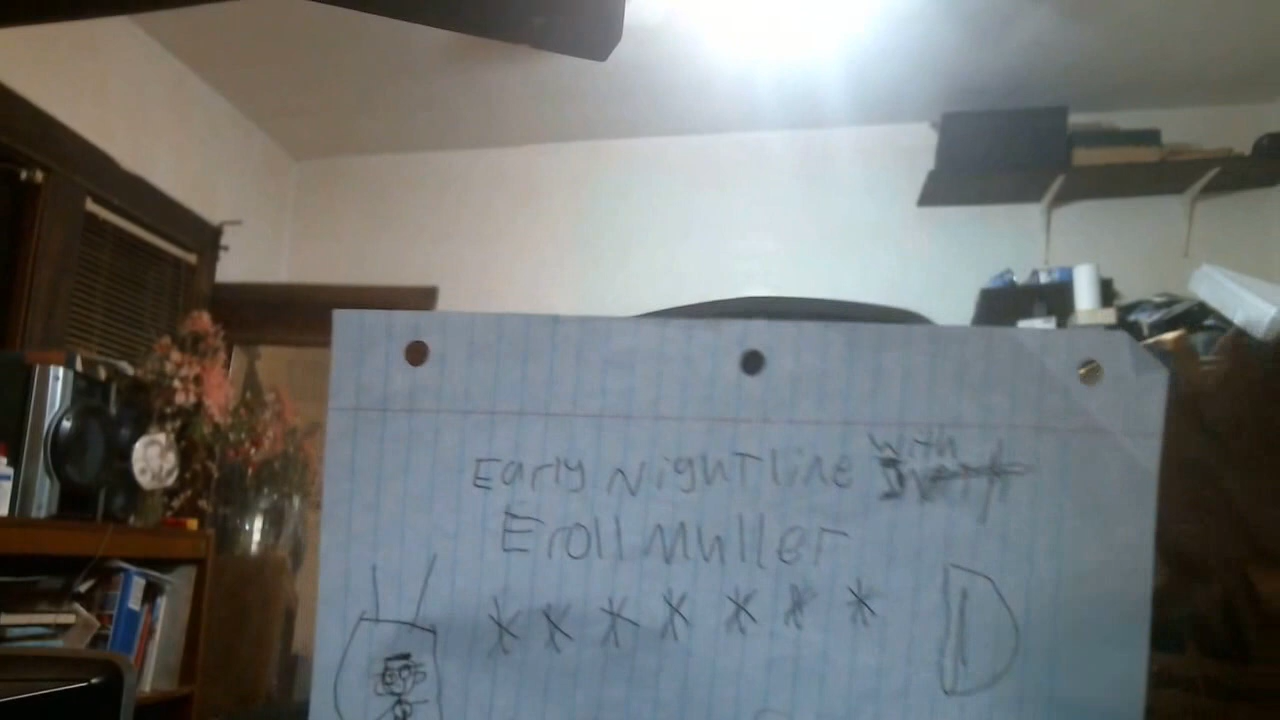 Early Nightline with
Eroll Muller
* * * * * * *
D